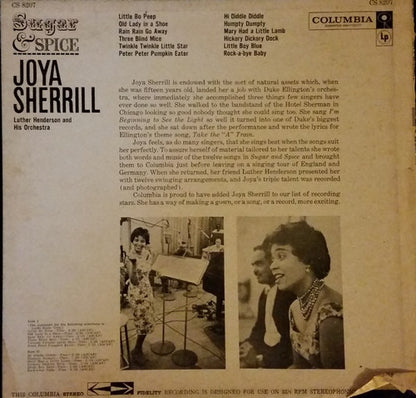 CS 8207
CS 8207
Sugar
& SPICE
JOYA
SHERRILL
Luther Henderson and
His Orchestra
Little Bo Peep
Old Lady in a Shoe
Rain Rain Go Away
Three Blind Mice
Twinkle Twinkle Little Star
Peter Peter Pumpkin Eater
Hi Diddle Diddle
Humpty Dumpty
Mary Had a Little Lamb
Hickory Dickory Dock
Little Boy Blue
Rock-a-bye Baby
COLUMBIA
Lp
Joya Sherrill is endowed with the sort of natural assets which, when
she was fifteen years old, landed her a job with Duke Ellington's orches-
tra, where immediately she accomplished three things few singers have
ever done so well. She walked to the bandstand of the Hotel Sherman in
Chicago looking so good nobody thought she could sing too. She sang I'm
Beginning to See the Light so well it turned into one of Duke's biggest
records, and she sat down after the performance and wrote the lyrics for
Ellington's theme song, Take the "A" Train.
Joya feels, as do many singers, that she sings best when the songs suit
her perfectly. To assure herself of material tailored to her talents she wrote
both words and music of the twelve songs in Sugar and Spice and brought
them to Columbia just before leaving on a singing tour of England and
Germany. When she returned, her friend Luther Henderson presented her
with twelve swinging arrangements, and Joya's triple talent was recorded
(and photographed).
Columbia is proud to have added Joya Sherrill to our list of recording
stars. She has a way of making a gown, or a song, or a record, more exciting.
THIS COLUMBIA STEREO FIDELITY RECORDING IS DESIGNED FOR USE ON 33⅓ RPM STEREOPHONIC